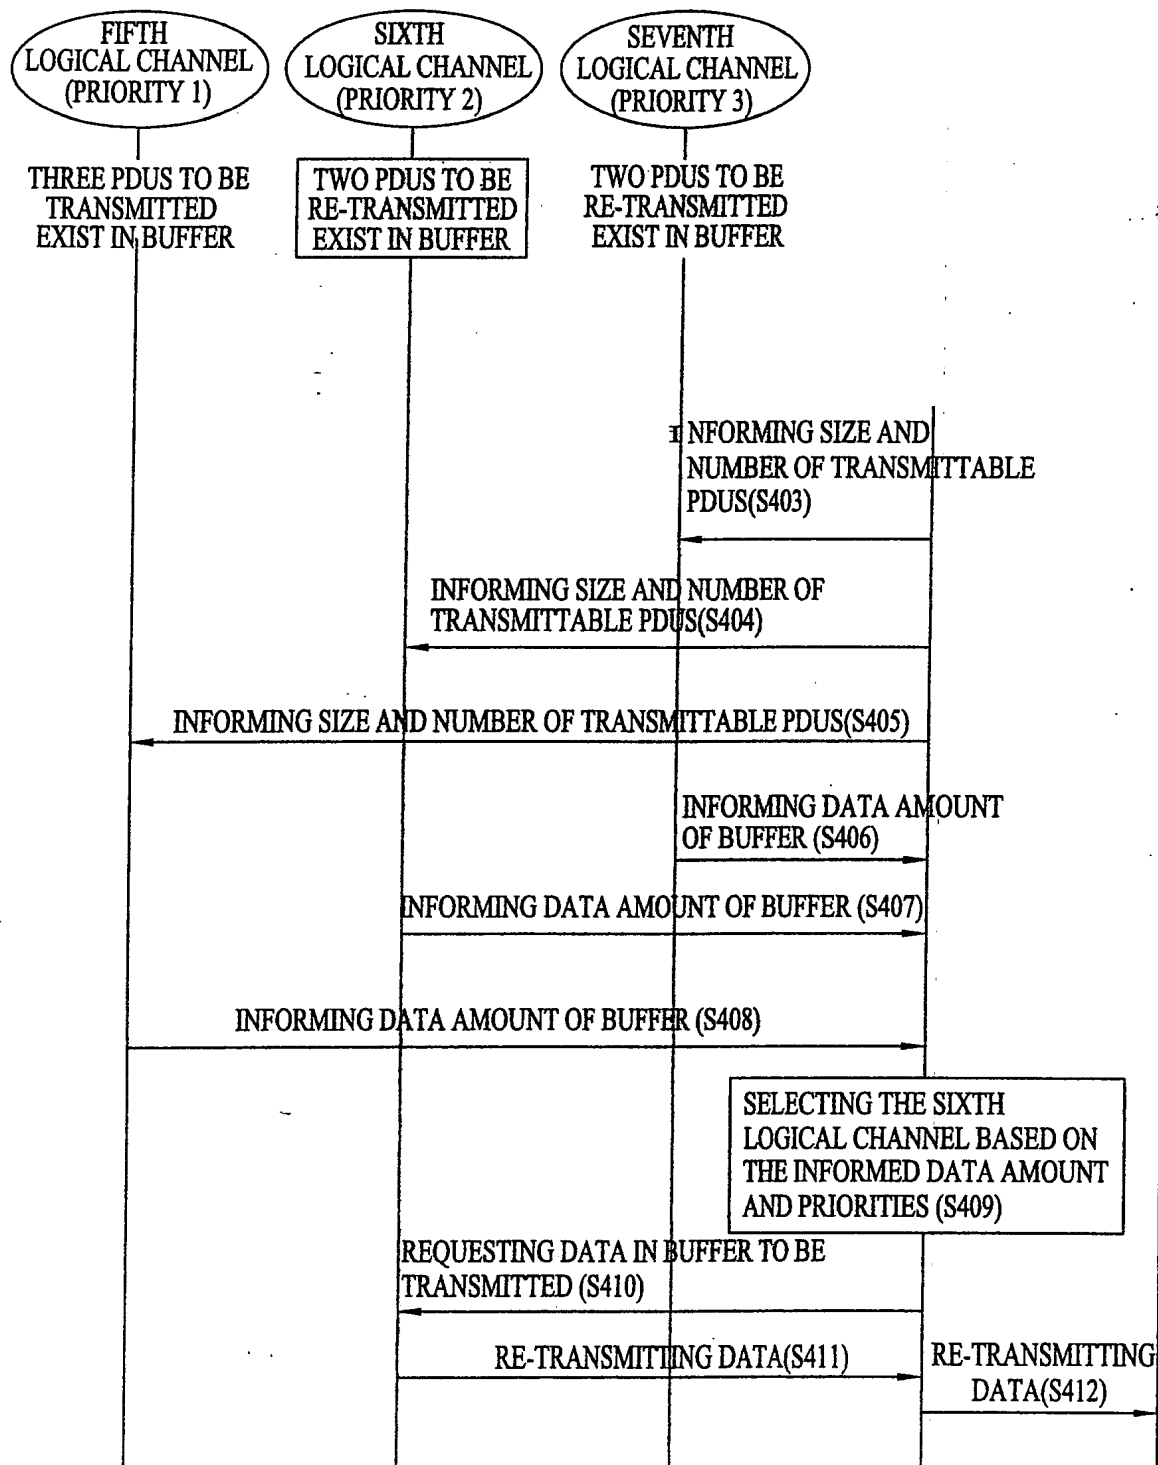 FIFTH
LOGICAL CHANNEL
(PRIORITY 1)
SIXTH
LOGICAL CHANNEL
(PRIORITY 2)
SEVENTH
LOGICAL CHANNEL
(PRIORITY 3)
THREE PDUS TO BE
TRANSMITTED
EXIST IN BUFFER
TWO PDUS TO BE
RE-TRANSMITTED
EXIST IN BUFFER
TWO PDUS TO BE
RE-TRANSMITTED
EXIST IN BUFFER
I NFORMING SIZE AND
NUMBER OF TRANSMITTABLE
PDUS(S403)
INFORMING SIZE AND NUMBER OF
TRANSMITTABLE PDUS(S404)
INFORMING SIZE AND NUMBER OF TRANSMITTABLE PDUS(S405)
INFORMING DATA AMOUNT
OF BUFFER (S406)
INFORMING DATA AMOUNT OF BUFFER (S407)
INFORMING DATA AMOUNT OF BUFFER (S408)
SELECTING THE SIXTH
LOGICAL CHANNEL BASED ON
THE INFORMED DATA AMOUNT
AND PRIORITIES (S409)
REQUESTING DATA IN BUFFER TO BE
TRANSMITTED (S410)
RE-TRANSMITTING DATA(S411)
RE-TRANSMITTING
DATA(S412)